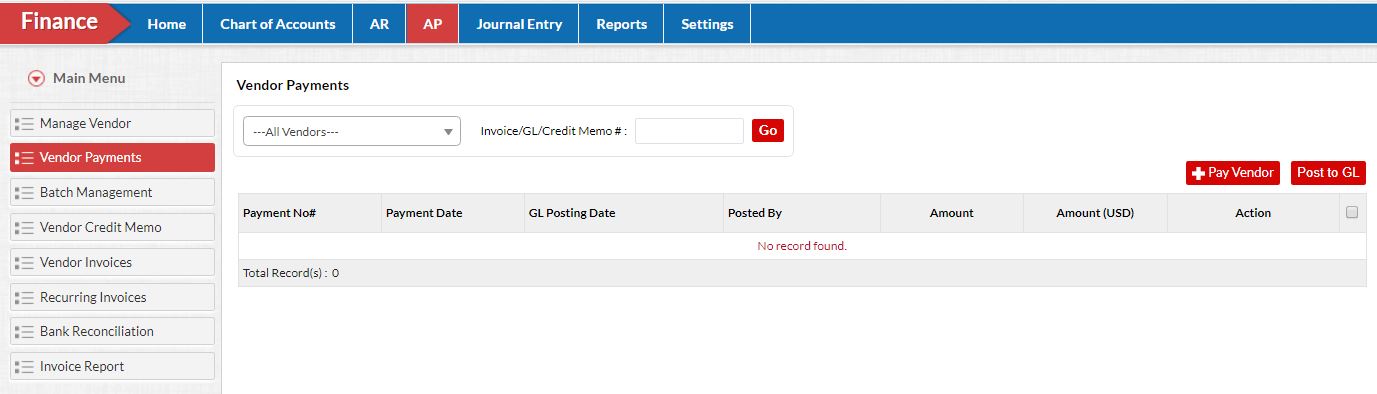 Finance Home Chart of Accounts AR AP Journal Entry Reports Settings
Main Menu
Manage Vendor
Vendor Payments
Batch Management
Vendor Credit Memo
Vendor Invoices
Recurring Invoices
Bank Reconciliation
Invoice Report
Vendor Payments
---All Vendors--- Invoice/GL/Credit Memo # : Go
Pay Vendor Post to GL
Payment No# Payment Date GL Posting Date Posted By Amount Amount (USD) Action
No record found.
Total Record(s) : 0